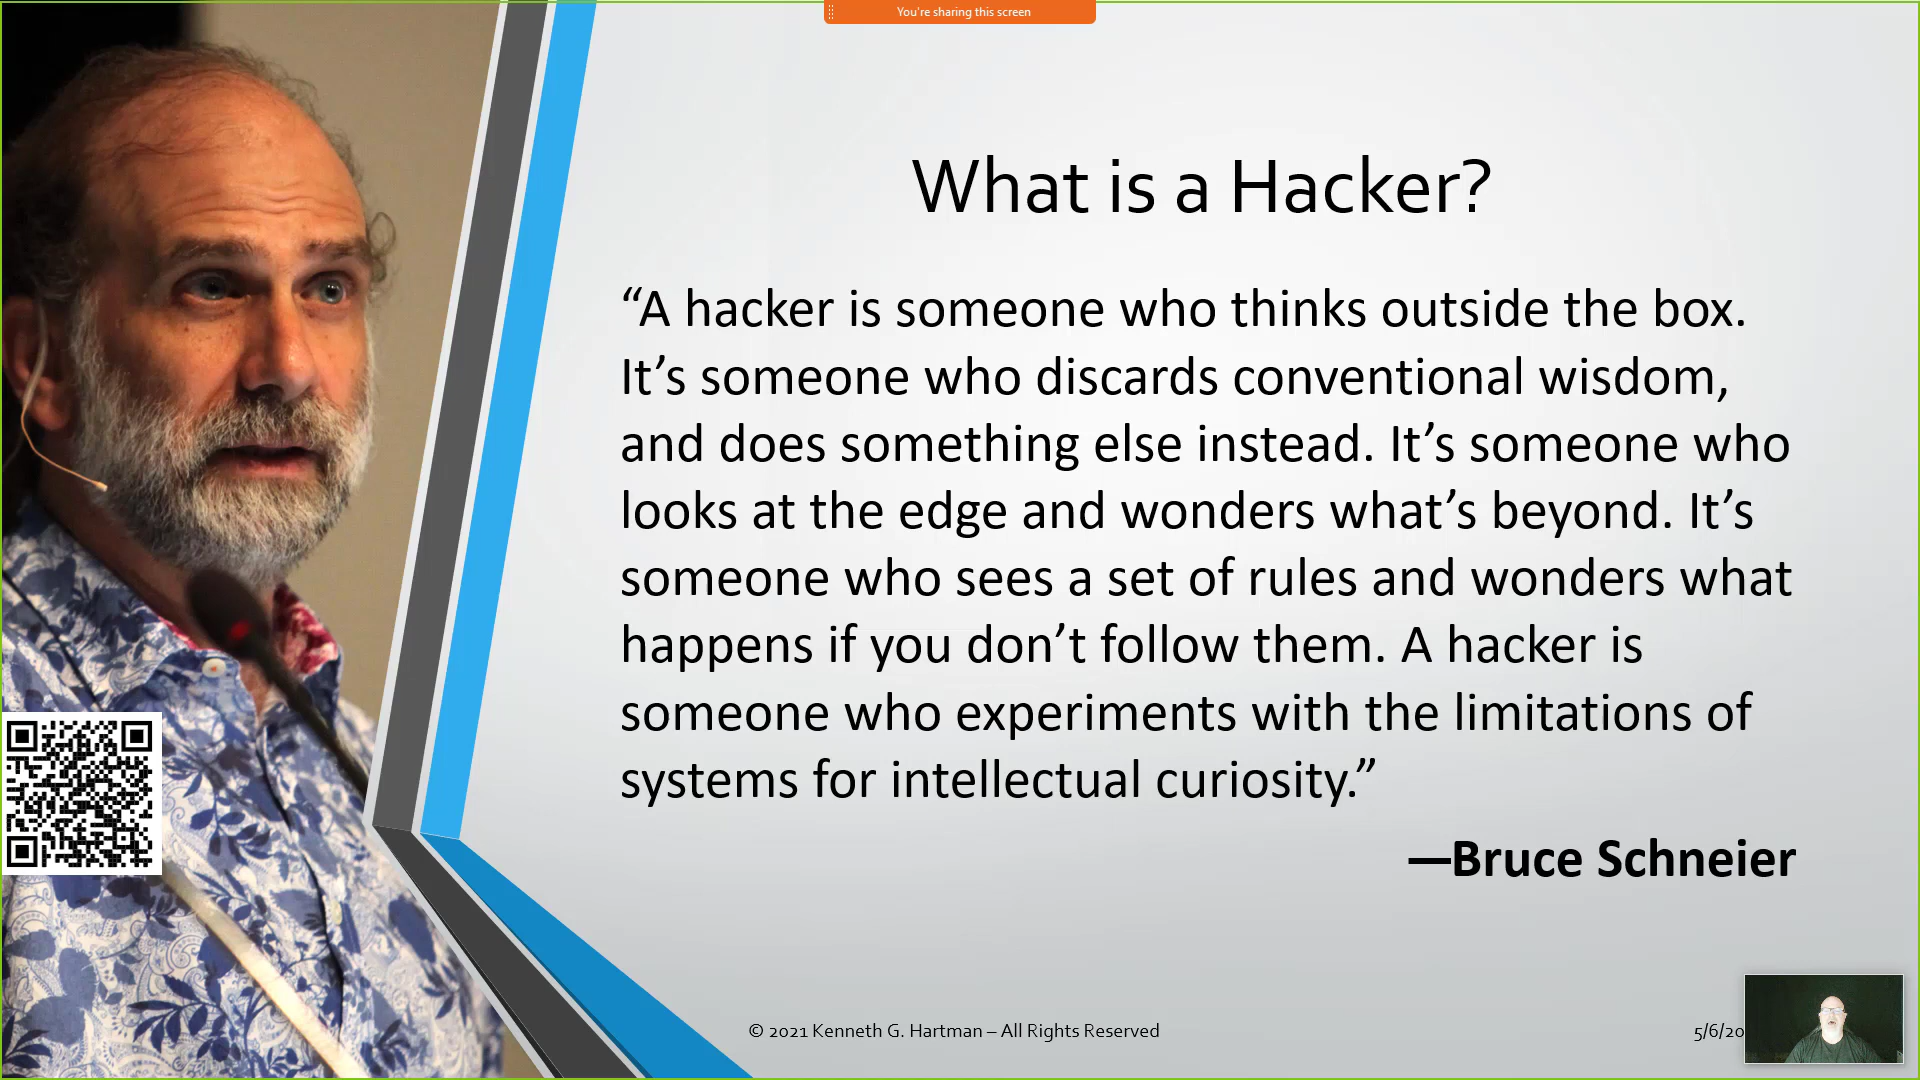 You're sharing this screen
What is a Hacker?
“A hacker is someone who thinks outside the box.
It’s someone who discards conventional wisdom,
and does something else instead. It’s someone who
looks at the edge and wonders what’s beyond. It’s
someone who sees a set of rules and wonders what
happens if you don’t follow them. A hacker is
someone who experiments with the limitations of
systems for intellectual curiosity.”
—Bruce Schneier
© 2021 Kenneth G. Hartman – All Rights Reserved
5/6/20